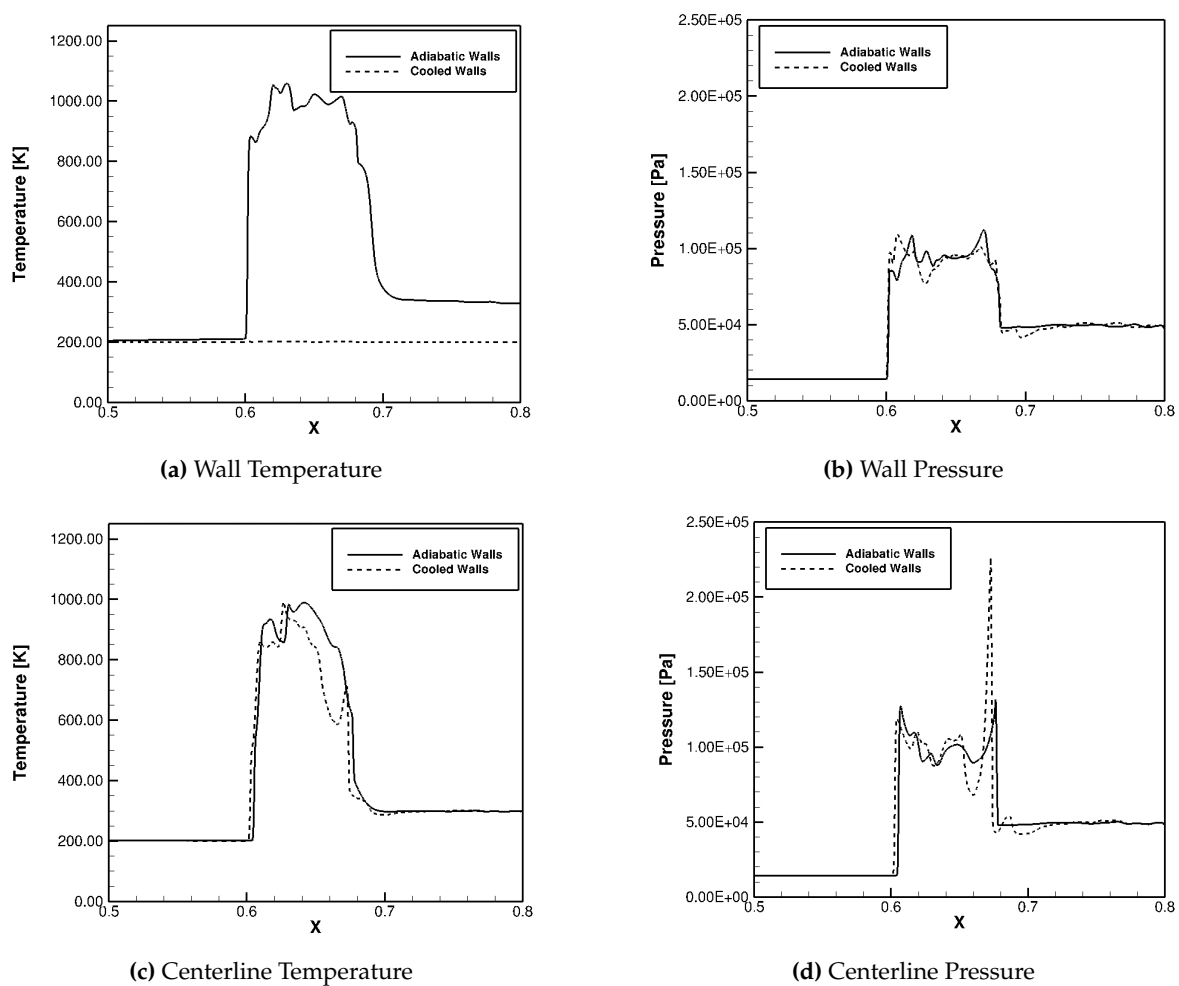 1200.00
1000.00
800.00
600.00
400.00
200.00
0.00
0.5
0.6
0.7
0.8
X
Temperature [K]
Adiabatic Walls
Cooled Walls
(a) Wall Temperature
2.50E+05
2.00E+05
1.50E+05
1.00E+05
5.00E+04
0.00E+00
0.5
0.6
0.7
0.8
X
Pressure [Pa]
Adiabatic Walls
Cooled Walls
(b) Wall Pressure
1200.00
1000.00
800.00
600.00
400.00
200.00
0.00
0.5
0.6
0.7
0.8
X
Temperature [K]
Adiabatic Walls
Cooled Walls
(c) Centerline Temperature
2.50E+05
2.00E+05
1.50E+05
1.00E+05
5.00E+04
0.00E+00
0.5
0.6
0.7
0.8
X
Pressure [Pa]
Adiabatic Walls
Cooled Walls
(d) Centerline Pressure